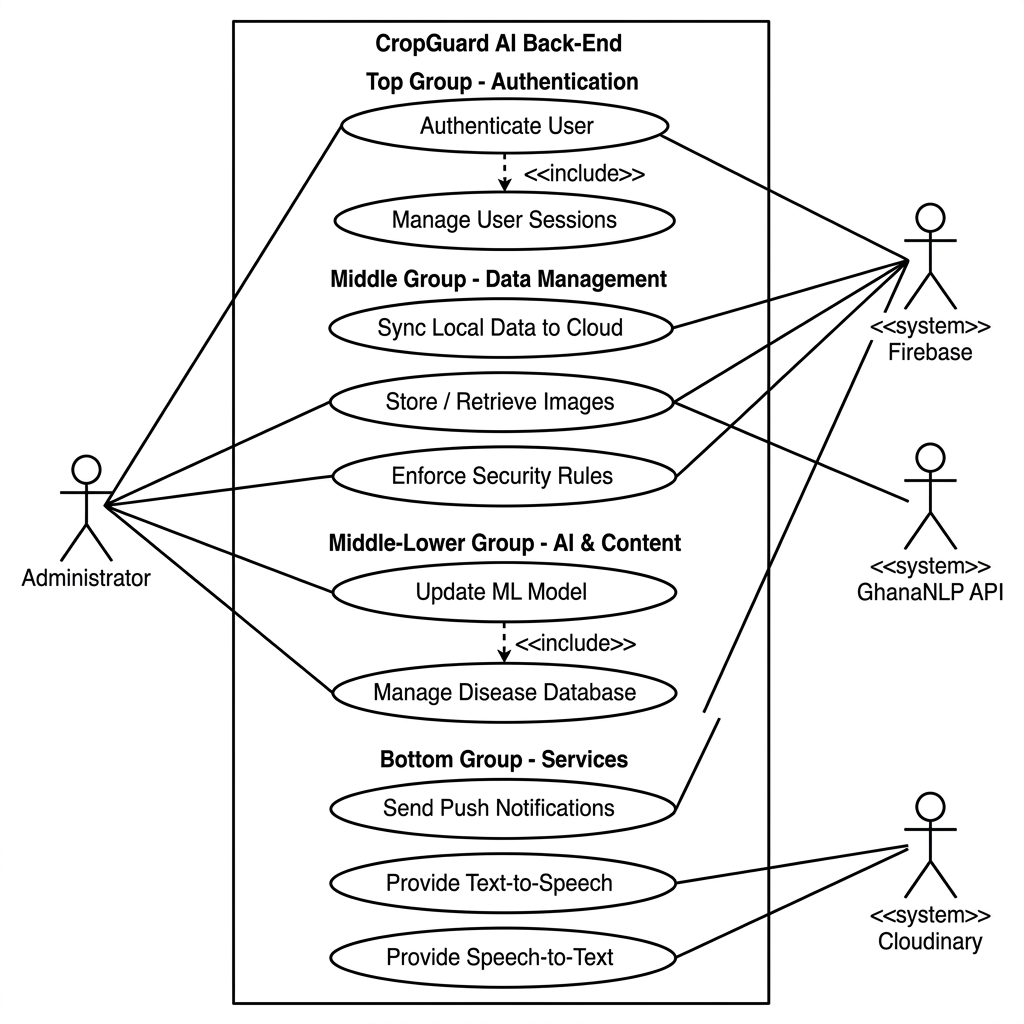 CropGuard AI Back-End
Top Group - Authentication
Authenticate User
<<include>>
Manage User Sessions
Middle Group - Data Management
Sync Local Data to Cloud
Store / Retrieve Images
Enforce Security Rules
Middle-Lower Group - AI & Content
Update ML Model
<<include>>
Manage Disease Database
Bottom Group - Services
Send Push Notifications
Provide Text-to-Speech
Provide Speech-to-Text
Administrator
<<system>>
Firebase
<<system>>
GhanaNLP API
<<system>>
Cloudinary